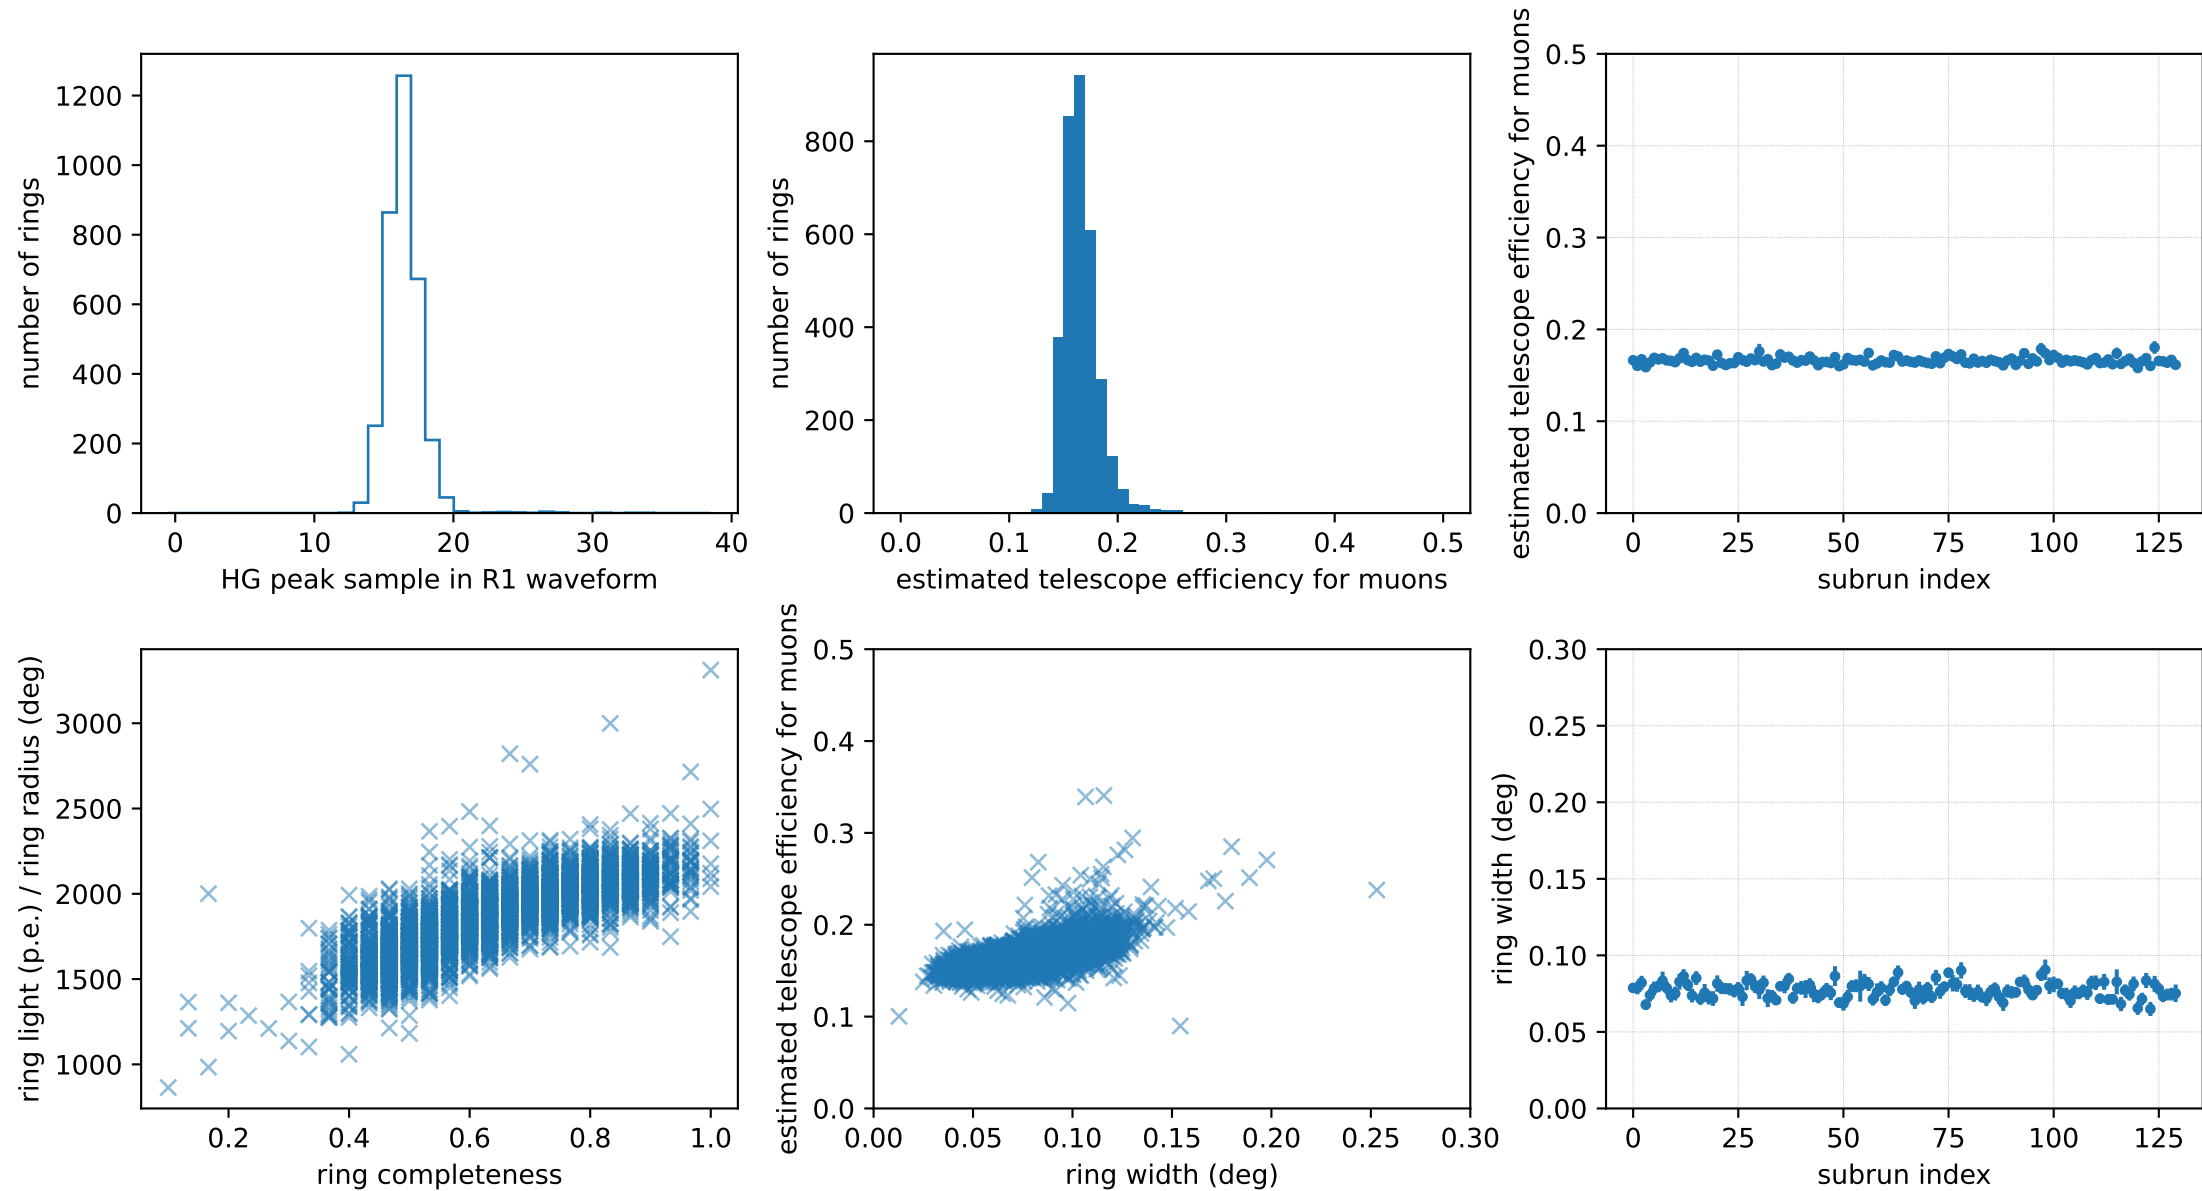 number of rings
1200
1000
800
600
400
200
0
0 10 20 30 40
HG peak sample in R1 waveform
number of rings
800
600
400
200
0
0.0 0.1 0.2 0.3 0.4 0.5
estimated telescope efficiency for muons
estimated telescope efficiency for muons
0.5
0.4
0.3
0.2
0.1
0.0
0 25 50 75 100 125
subrun index
ring light (p.e.) / ring radius (deg)
3000
2500
2000
1500
1000
0.2 0.4 0.6 0.8 1.0
ring completeness
estimated telescope efficiency for muons
0.5
0.4
0.3
0.2
0.1
0.0
0.00 0.05 0.10 0.15 0.20 0.25 0.30
ring width (deg)
ring width (deg)
0.30
0.25
0.20
0.15
0.10
0.05
0.00
0 25 50 75 100 125
subrun index